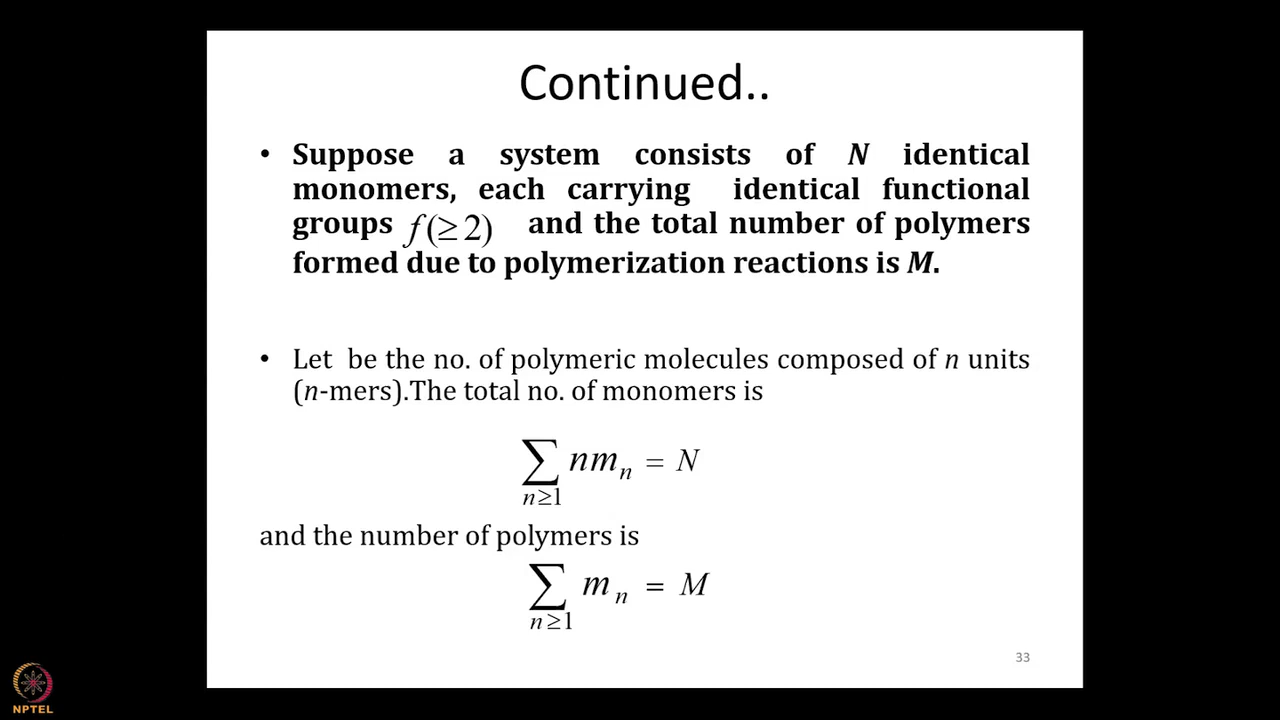 Continued..
• Suppose a system consists of N identical
monomers, each carrying identical functional
groups f(≥2) and the total number of polymers
formed due to polymerization reactions is M.
• Let be the no. of polymeric molecules composed of n units
(n-mers).The total no. of monomers is
∑ nmₙ = N
n≥1
and the number of polymers is
∑ mₙ = M
n≥1
33
NPTEL